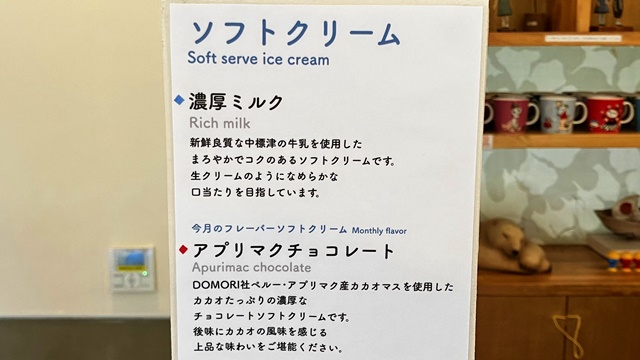 ソフトクリーム
Soft serve ice cream
濃厚ミルク
Rich milk
新鮮良質な中標津の牛乳を使用した
まろやかでコクのあるソフトクリームです。
生クリームのようになめらかな
口当たりを目指しています。
今月のフレーバーソフトクリーム Monthly flavor
アプリマクチョコレート
Apurimac chocolate
DOMORI社ペルー・アプリマク産カカオマスを使用した
カカオたっぷりの濃厚な
チョコレートソフトクリームです。
後味にカカオの風味を感じる
上品な味わいをご堪能ください。